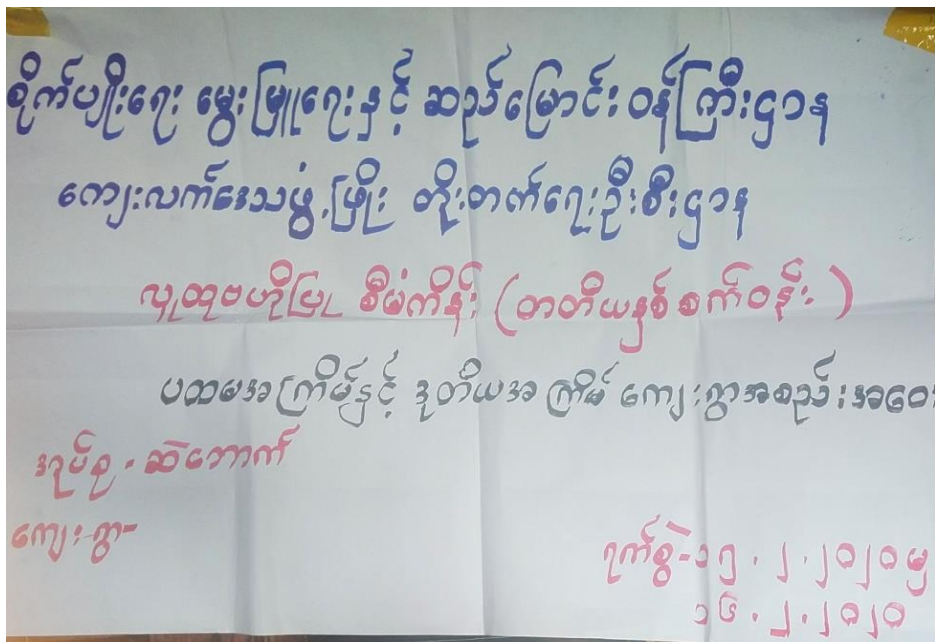 စိုက်ပျိုးရေး မွေးမြူရေးနှင့် ဆည်မြောင်းဝန်ကြီးဌာန
ကျေးလက်ဒေသဖွံ့ဖြိုး တိုးတက်ရေးဦးစီးဌာန
လူထုဗဟိုပြု စီမံကိန်း (တတိယနှစ်စက်ဝန်း)
ပထမအကြိမ်နှင့် ဒုတိယအကြိမ် ကျေးရွာအစည်းအဝေး
အုပ်စု - ဆဲဘောက်
ကျေးရွာ-
ရက်စွဲ-၁၅.၂.၂၀၂၀မှ
၁၆.၂.၂၀၂၀